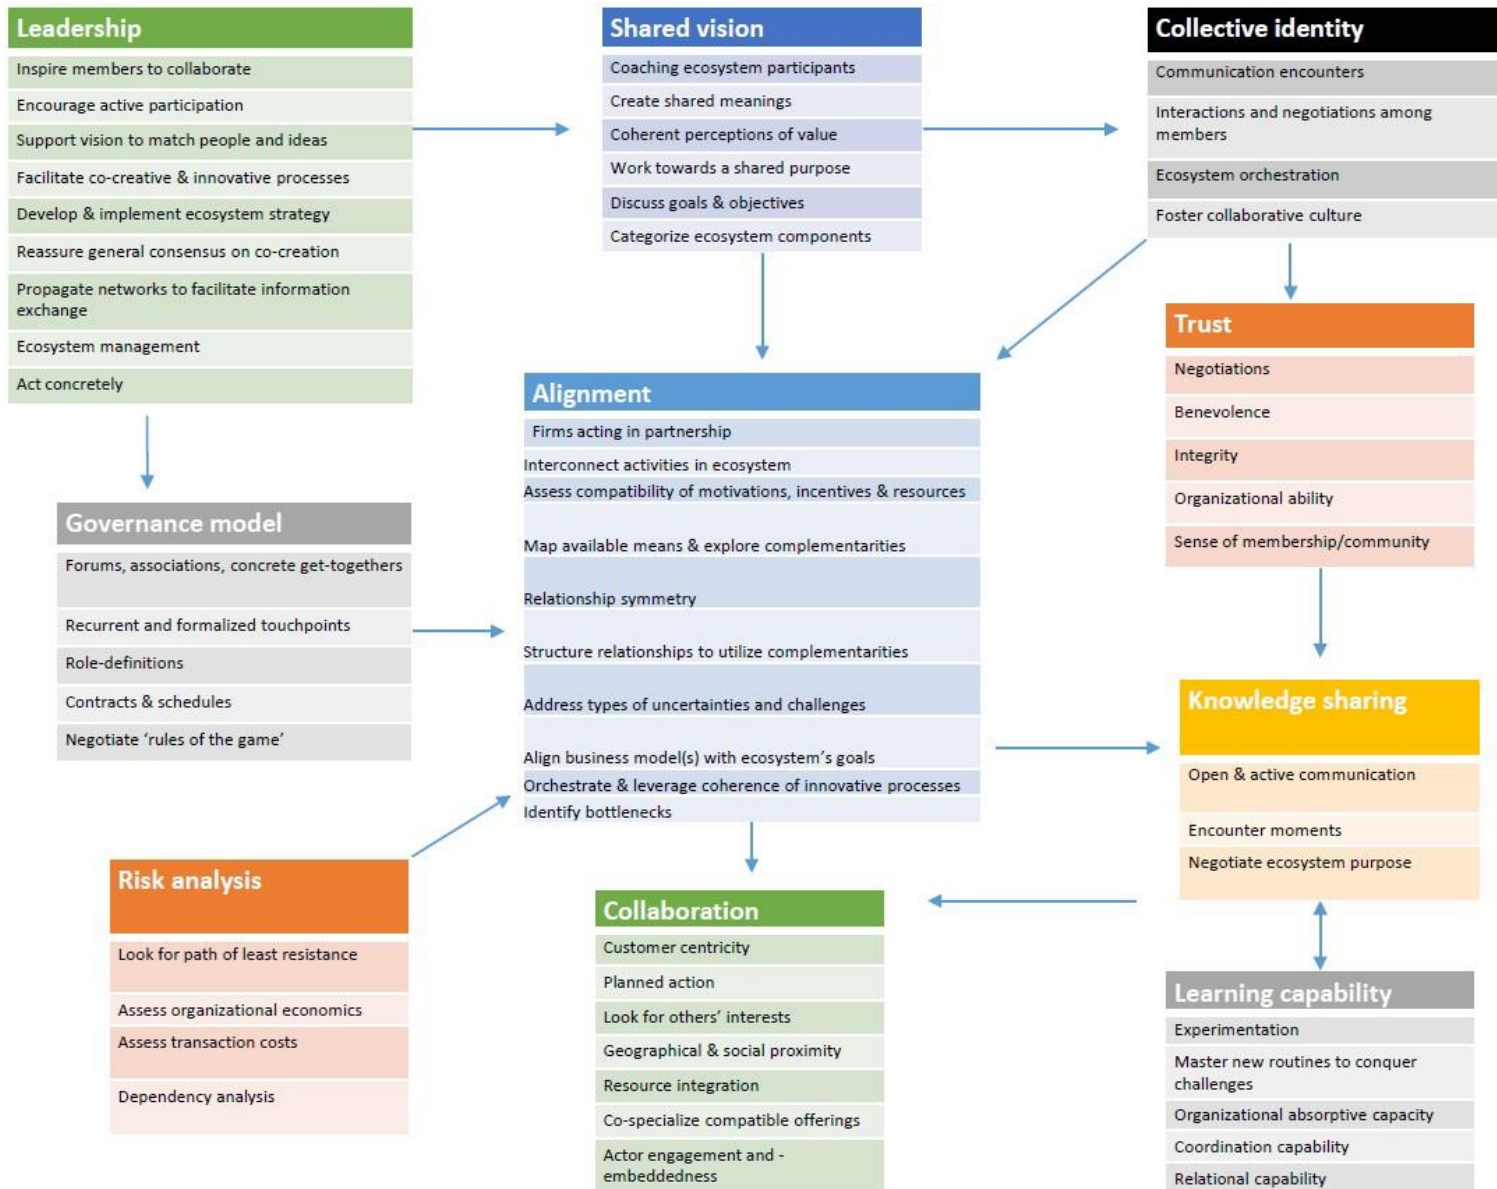 Leadership
Inspire members to collaborate
Encourage active participation
Support vision to match people and ideas
Facilitate co-creative & innovative processes
Develop & implement ecosystem strategy
Reassure general consensus on co-creation
Propagate networks to facilitate information
exchange
Ecosystem management
Act concretely
Shared vision
Coaching ecosystem participants
Create shared meanings
Coherent perceptions of value
Work towards a shared purpose
Discuss goals & objectives
Categorize ecosystem components
Collective identity
Communication encounters
Interactions and negotiations among
members
Ecosystem orchestration
Foster collaborative culture
Trust
Negotiations
Benevolence
Integrity
Organizational ability
Sense of membership/community
Alignment
Firms acting in partnership
Interconnect activities in ecosystem
Assess compatibility of motivations, incentives & resources
Map available means & explore complementarities
Relationship symmetry
Structure relationships to utilize complementarities
Address types of uncertainties and challenges
Align business model(s) with ecosystem's goals
Orchestrate & leverage coherence of innovative processes
Identify bottlenecks
Governance model
Forums, associations, concrete get-togethers
Recurrent and formalized touchpoints
Role-definitions
Contracts & schedules
Negotiate ‘rules of the game’
Knowledge sharing
Open & active communication
Encounter moments
Negotiate ecosystem purpose
Risk analysis
Look for path of least resistance
Assess organizational economics
Assess transaction costs
Dependency analysis
Collaboration
Customer centricity
Planned action
Look for others’ interests
Geographical & social proximity
Resource integration
Co-specialize compatible offerings
Actor engagement and -
embeddedness
Learning capability
Experimentation
Master new routines to conquer
challenges
Organizational absorptive capacity
Coordination capability
Relational capability